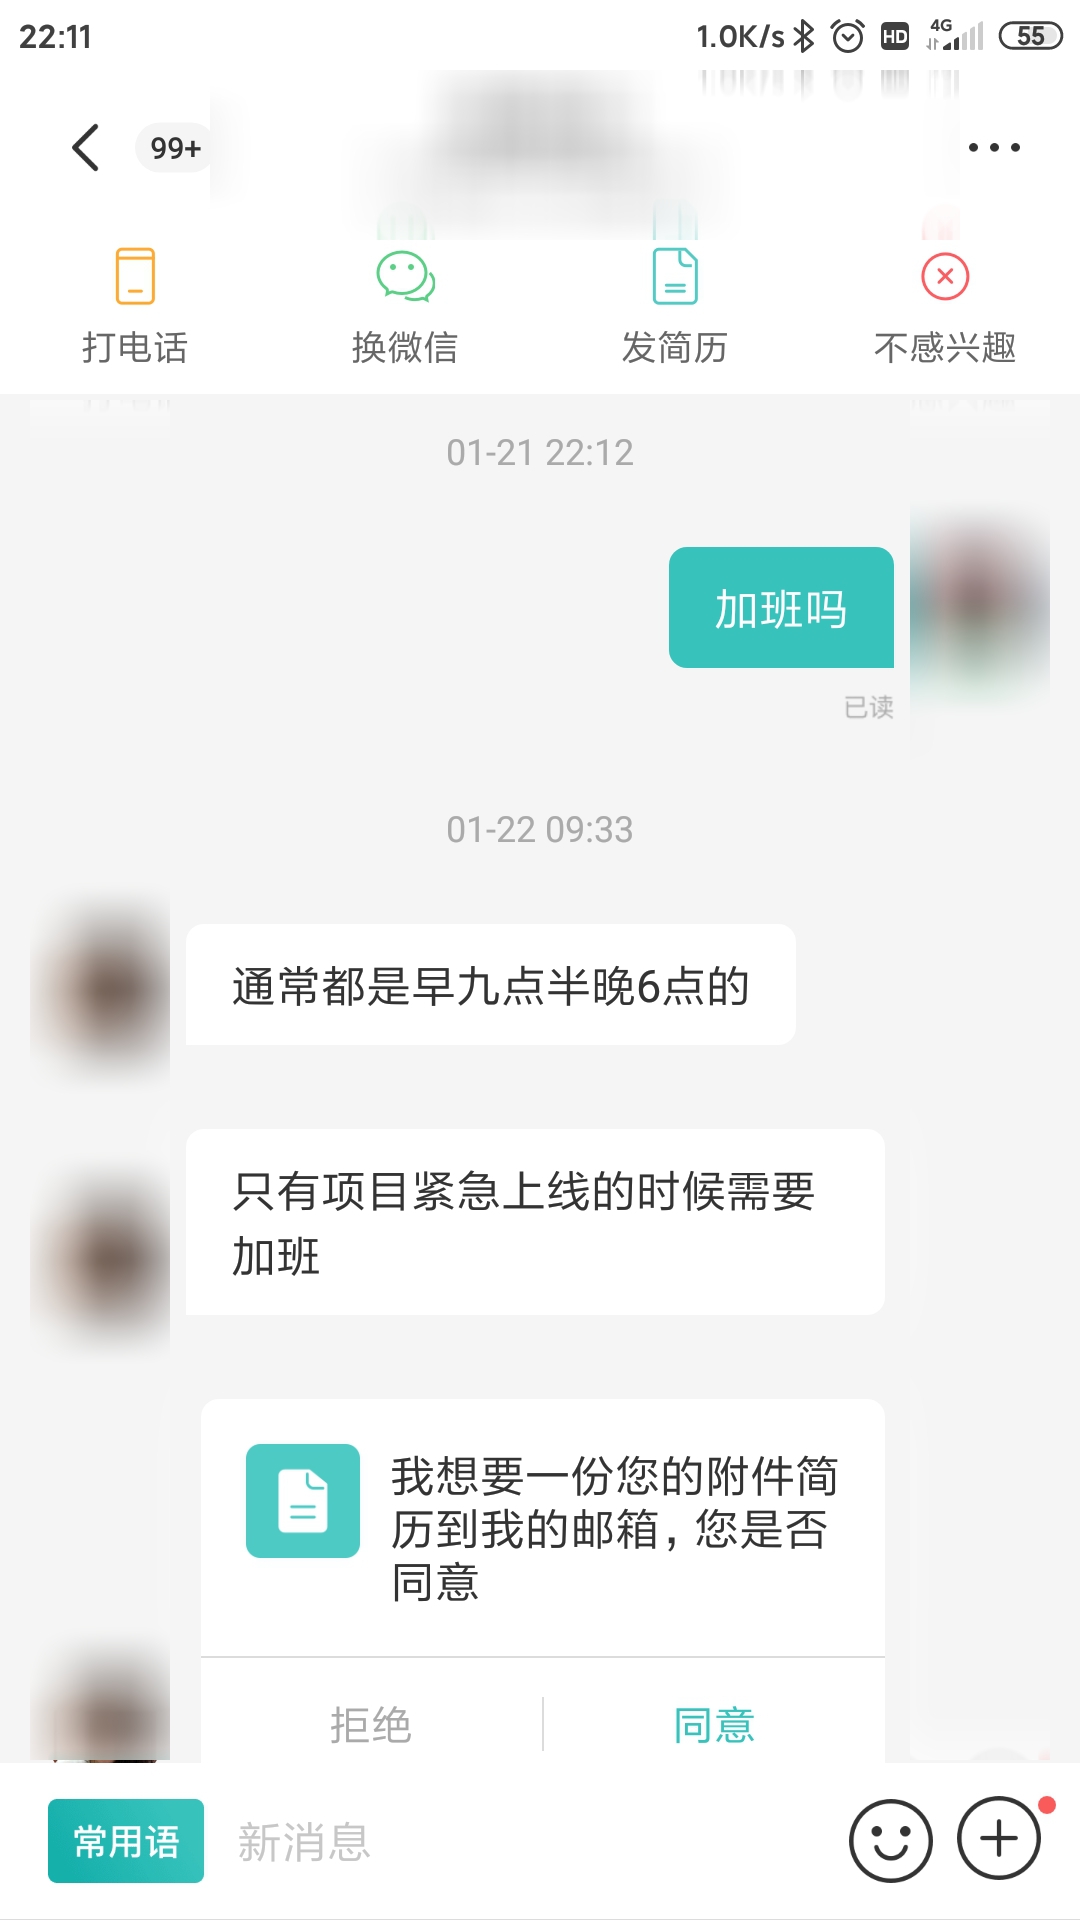 22:11
1.0K/s HD 4G 55
99+
打电话
换微信
发简历
不感兴趣
01-21 22:12
加班吗
已读
01-22 09:33
通常都是早九点半晚6点的
只有项目紧急上线的时候需要
加班
我想要一份您的附件简
历到我的邮箱,您是否
同意
拒绝
同意
常用语
新消息